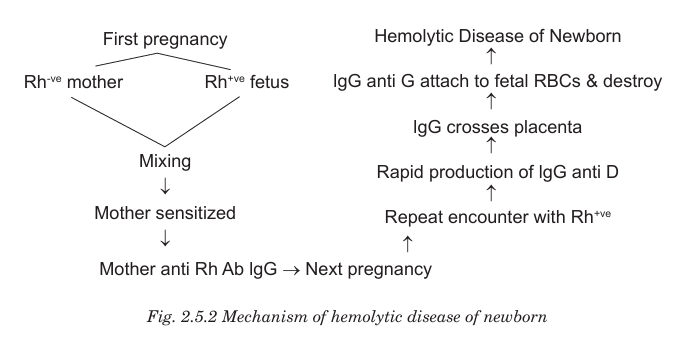 First pregnancy
Rh-ve mother
Rh+ve fetus
Mixing
↓
Mother sensitized
↓
Mother anti Rh Ab IgG → Next pregnancy
↑
Repeat encounter with Rh+ve
↑
Rapid production of IgG anti D
↑
IgG crosses placenta
↑
IgG anti G attach to fetal RBCs & destroy
↑
Hemolytic Disease of Newborn
Fig. 2.5.2 Mechanism of hemolytic disease of newborn